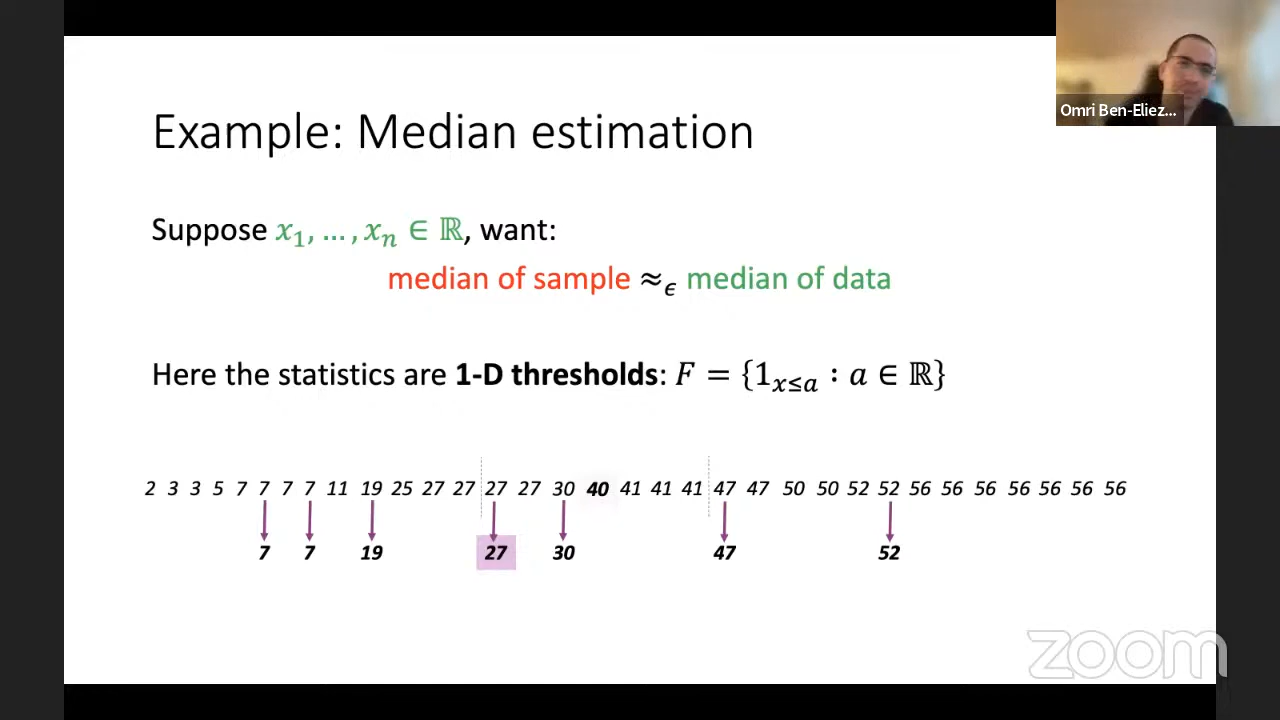 Omri Ben-Eliez...
Example: Median estimation
Suppose x₁, … , xₙ ∈ ℝ, want:
median of sample ≈_ϵ median of data
Here the statistics are 1-D thresholds: F = {1_{x≤a} : a ∈ ℝ}
2 3 3 5 7 7 7 7 11 19 25 27 27 27 27 30 40 41 41 41 47 47 50 50 52 52 56 56 56 56 56 56 56
7 7 19 27 30 47 52
zoom